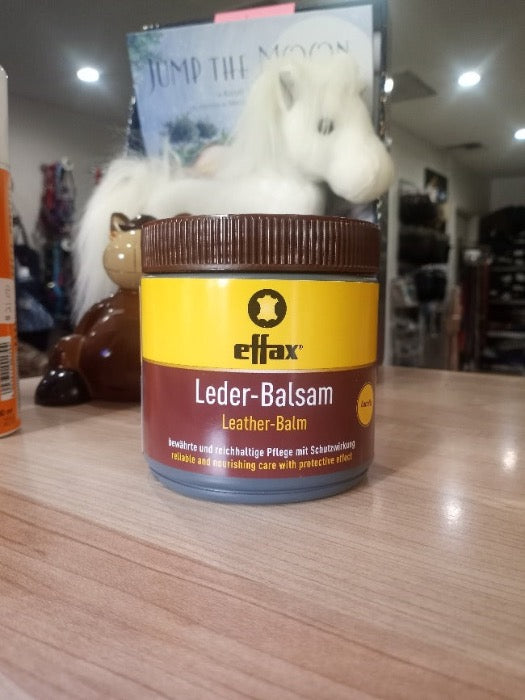 JUMP THE MOON
effax®
Leder-Balsam
Leather-Balm
bewährte und reichhaltige Pflege mit Schutzwirkung
reliable and nourishing care with protective effect